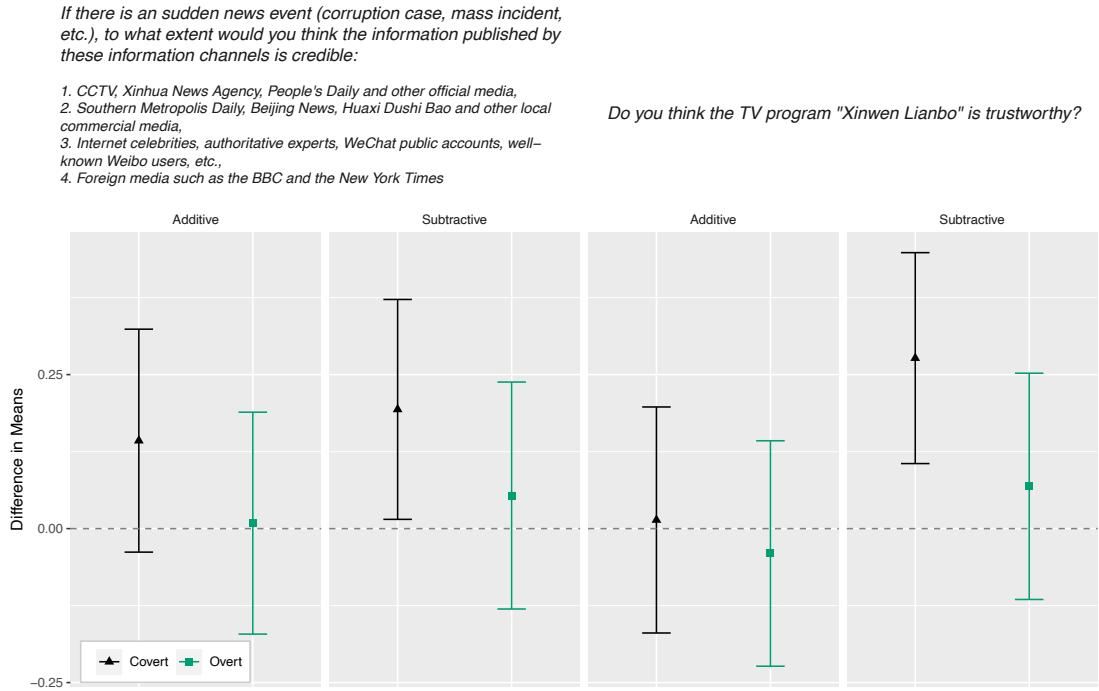 If there is an sudden news event (corruption case, mass incident,
etc.), to what extent would you think the information published by
these information channels is credible:
1. CCTV, Xinhua News Agency, People's Daily and other official media,
2. Southern Metropolis Daily, Beijing News, Huaxi Dushi Bao and other local
commercial media,
3. Internet celebrities, authoritative experts, WeChat public accounts, well–
known Weibo users, etc.,
4. Foreign media such as the BBC and the New York Times
Do you think the TV program "Xinwen Lianbo" is trustworthy?
Additive
Subtractive
Additive
Subtractive
Difference in Means
0.25
0.00
−0.25
Covert
Overt